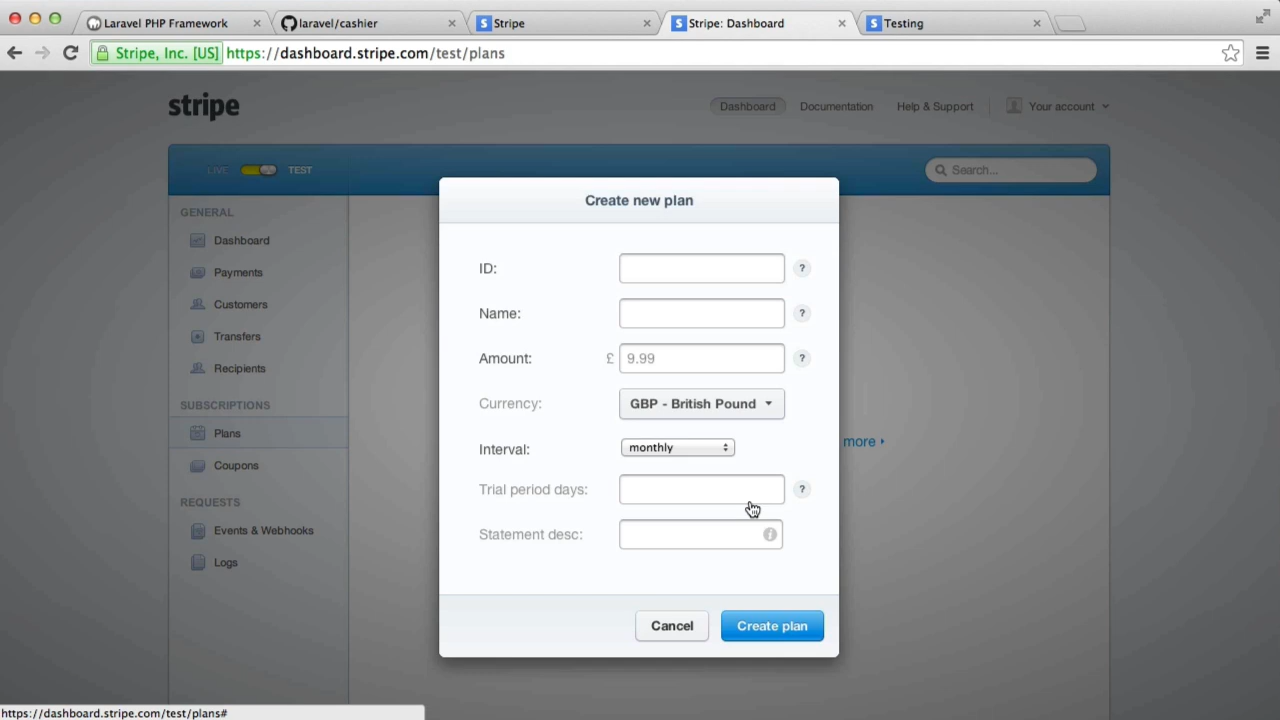 Laravel PHP Framework
laravel/cashier
Stripe
Stripe: Dashboard
Testing
Stripe, Inc. [US] https://dashboard.stripe.com/test/plans
stripe
Dashboard
Documentation
Help & Support
Your account
LIVE
TEST
Search...
GENERAL
Dashboard
Payments
Customers
Transfers
Recipients
SUBSCRIPTIONS
Plans
Coupons
REQUESTS
Events & Webhooks
Logs
more
Create new plan
ID: ?
Name: ?
Amount: £ 9.99 ?
Currency: GBP - British Pound
Interval: monthly
Trial period days: ?
Statement desc:
Cancel
Create plan
https://dashboard.stripe.com/test/plans#